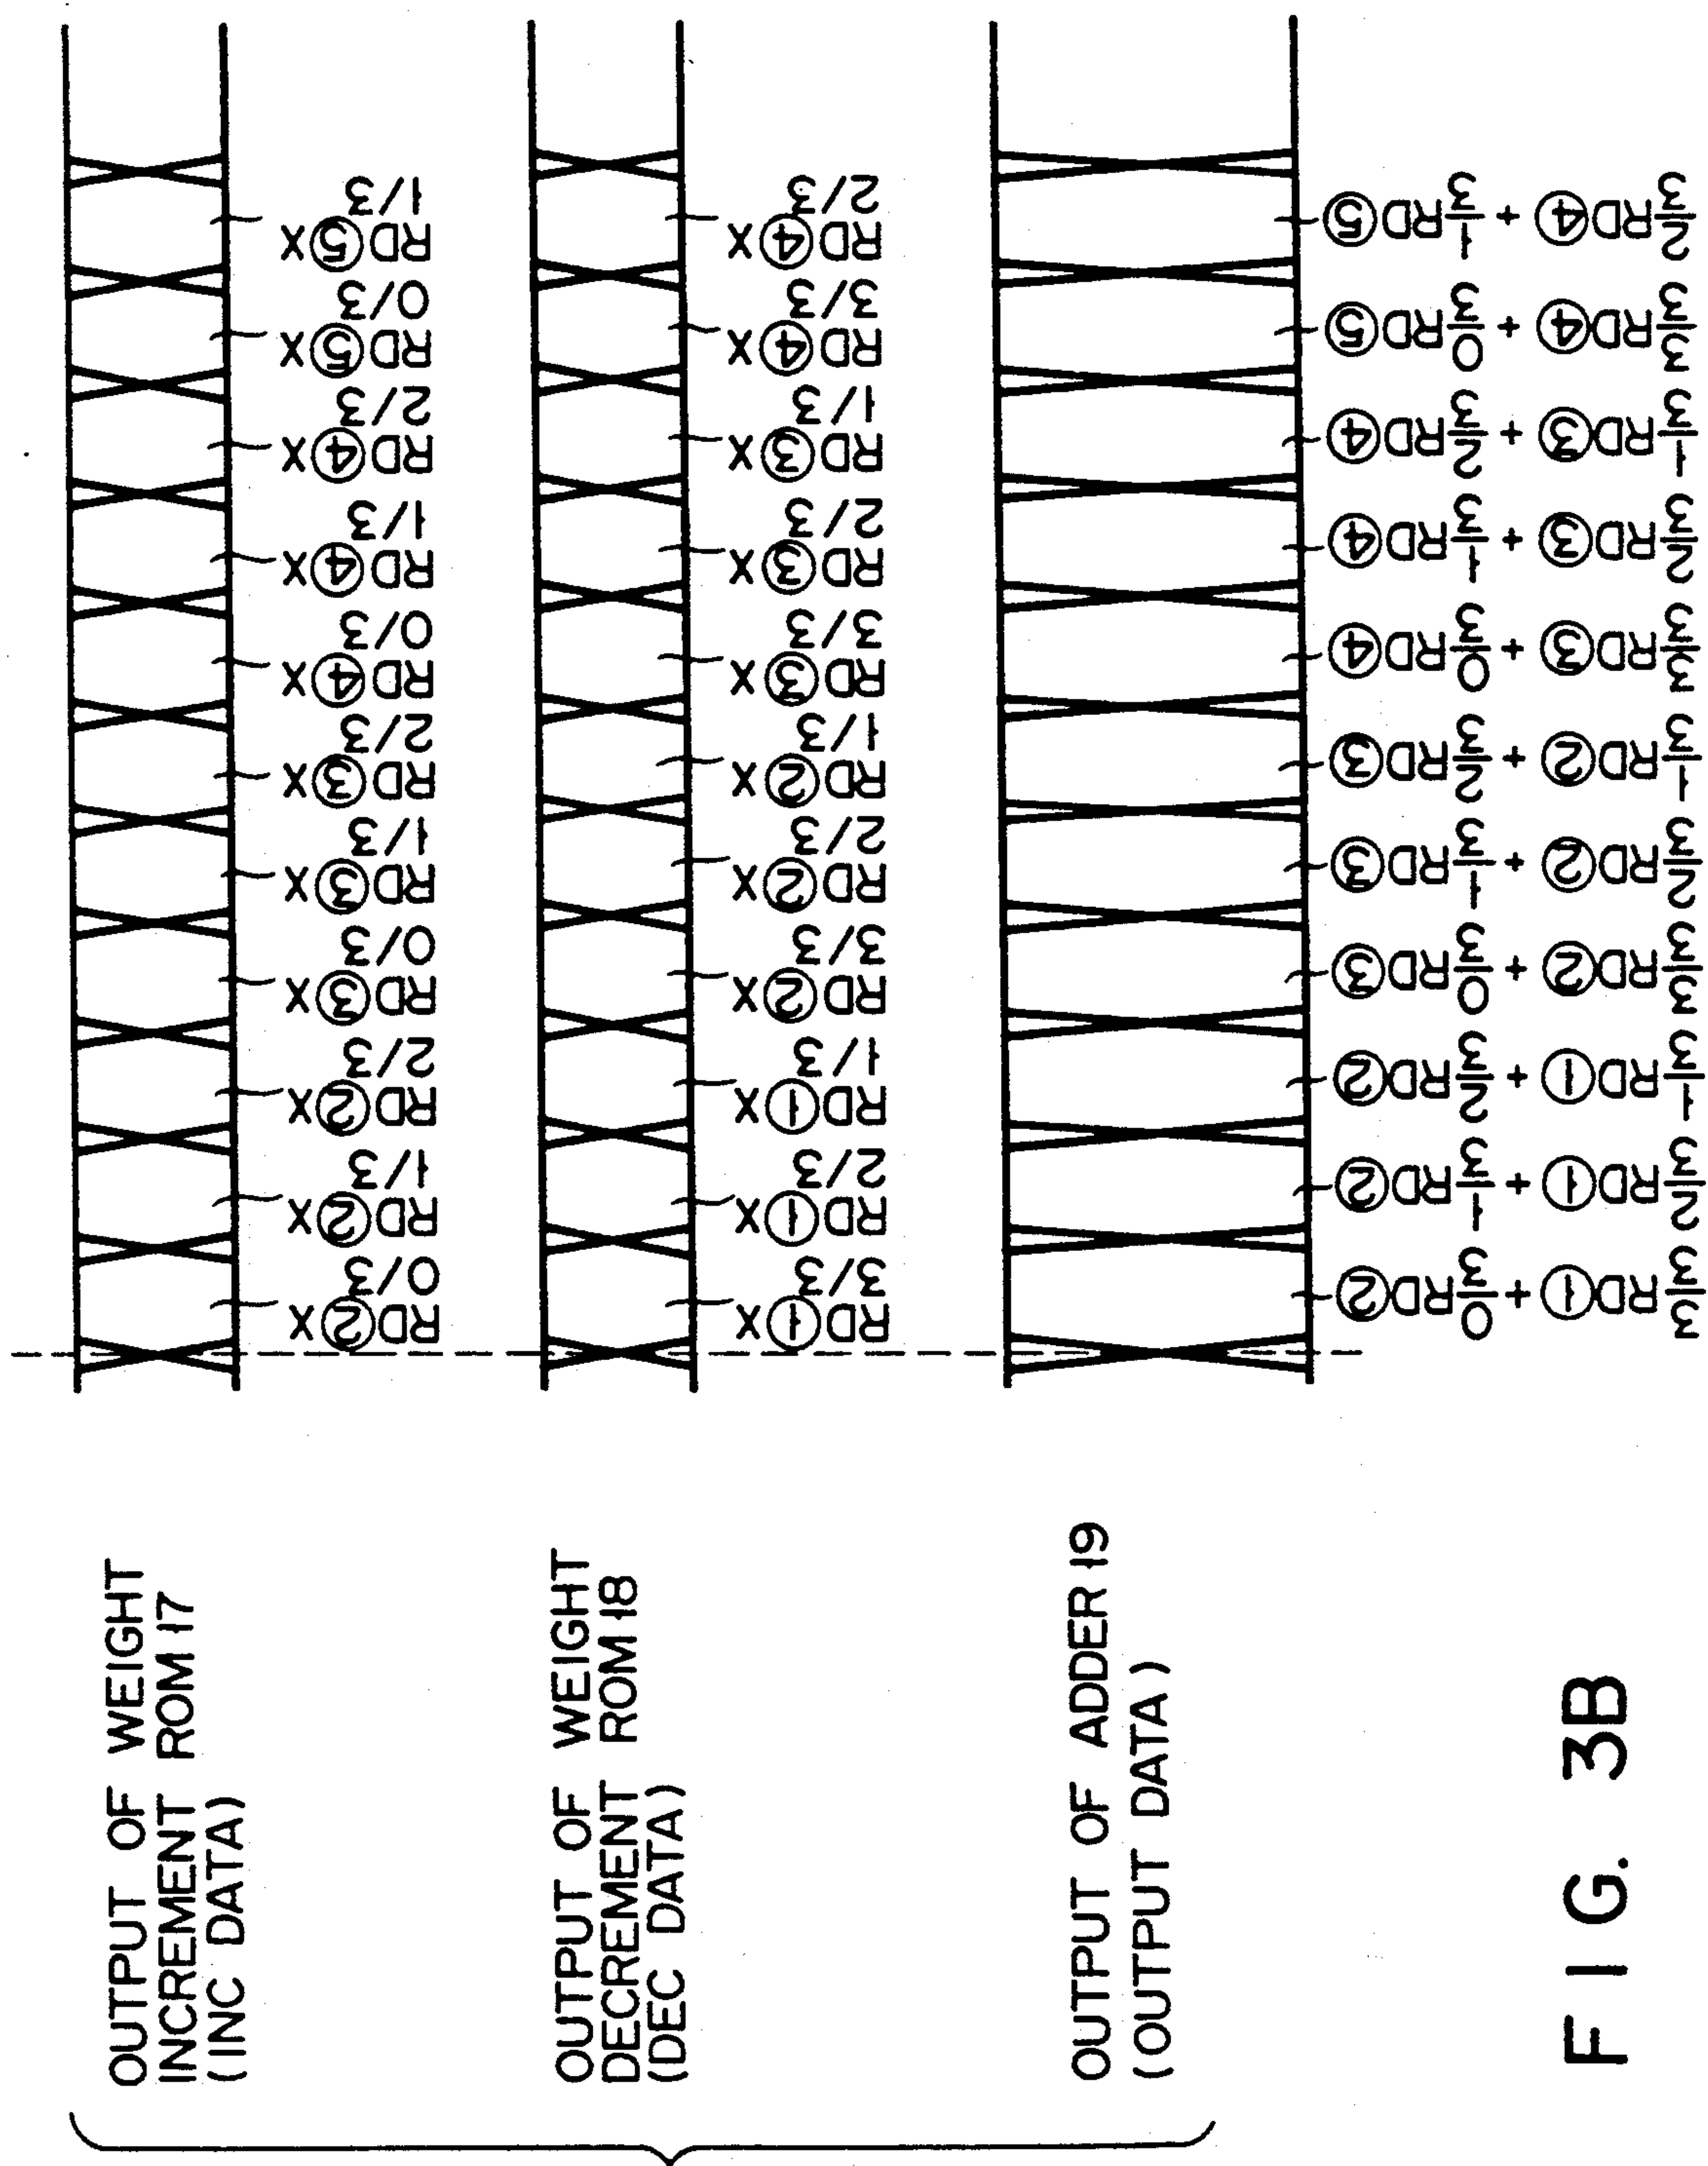 OUTPUT OF WEIGHT
INCREMENT ROM 17
(INC DATA)
RD②X
0/3
RD②X
1/3
RD②X
2/3
RD③X
0/3
RD③X
1/3
RD③X
2/3
RD④X
0/3
RD④X
1/3
RD④X
2/3
RD⑤X
0/3
RD⑤X
1/3
OUTPUT OF WEIGHT
DECREMENT ROM 18
(DEC DATA)
RD①X
3/3
RD①X
2/3
RD①X
1/3
RD②X
3/3
RD②X
2/3
RD②X
1/3
RD③X
3/3
RD③X
2/3
RD③X
1/3
RD④X
3/3
RD④X
2/3
OUTPUT OF ADDER 19
(OUTPUT DATA)
3/3RD① + 0/3RD②
2/3RD① + 1/3RD②
1/3RD① + 2/3RD②
3/3RD② + 0/3RD③
2/3RD② + 1/3RD③
1/3RD② + 2/3RD③
3/3RD③ + 0/3RD④
2/3RD③ + 1/3RD④
1/3RD③ + 2/3RD④
3/3RD④ + 0/3RD⑤
2/3RD④ + 1/3RD⑤
FIG. 3B